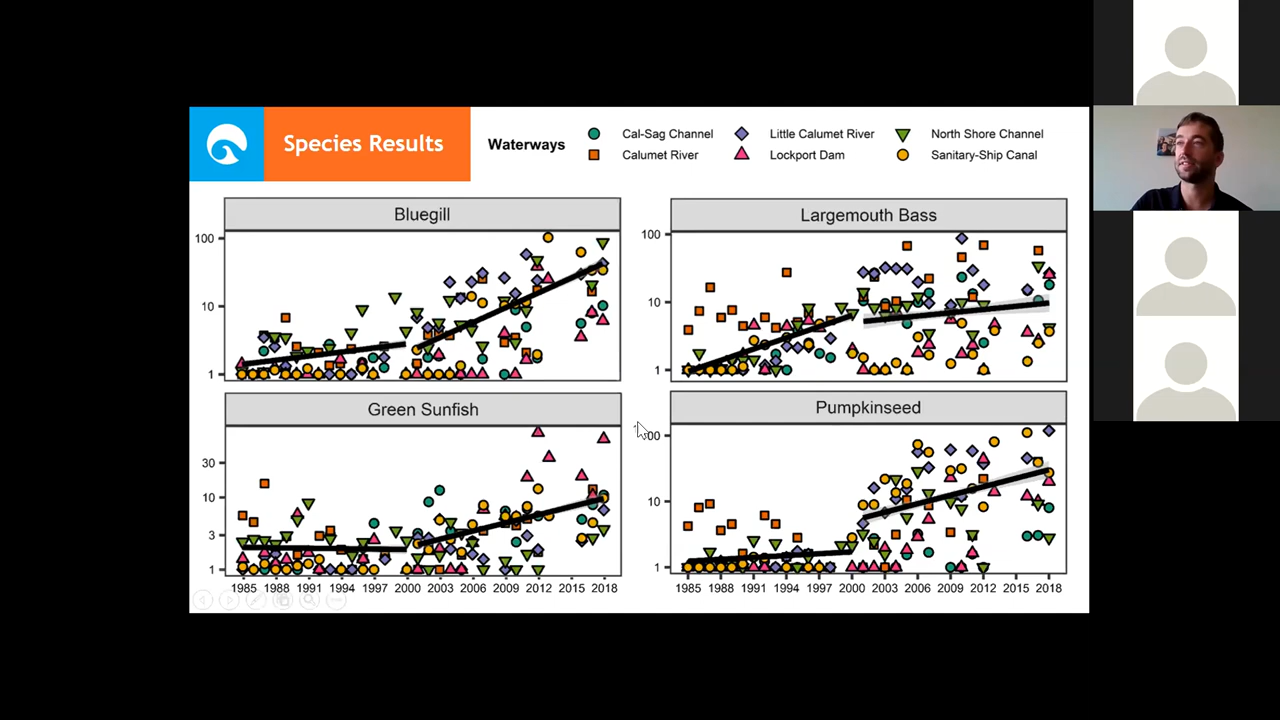 Species Results
Waterways
Cal-Sag Channel
Little Calumet River
North Shore Channel
Calumet River
Lockport Dam
Sanitary-Ship Canal
Bluegill
100
10
1
Largemouth Bass
100
10
1
Green Sunfish
30
10
3
1
1985 1988 1991 1994 1997 2000 2003 2006 2009 2012 2015 2018
Pumpkinseed
100
10
1
1985 1988 1991 1994 1997 2000 2003 2006 2009 2012 2015 2018